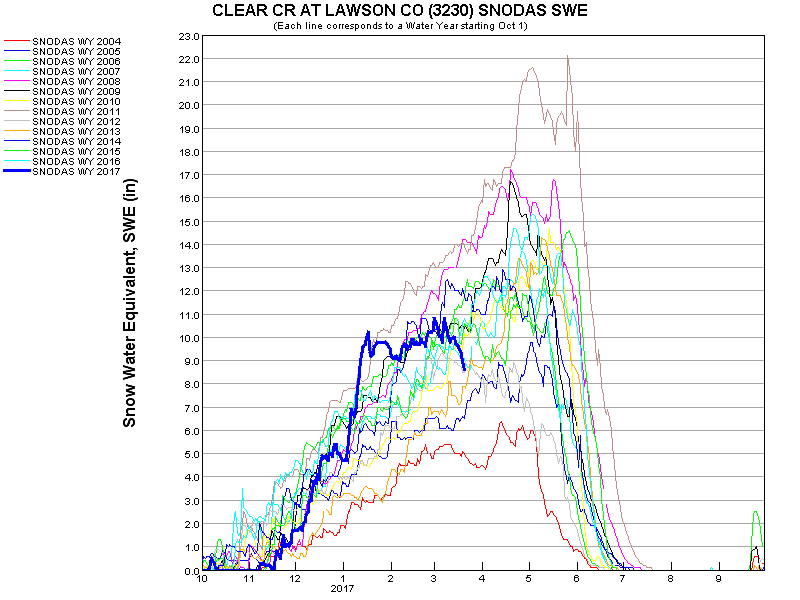 CLEAR CR AT LAWSON CO (3230) SNODAS SWE
(Each line corresponds to a Water Year starting Oct 1)
SNODAS WY 2004
SNODAS WY 2005
SNODAS WY 2006
SNODAS WY 2007
SNODAS WY 2008
SNODAS WY 2009
SNODAS WY 2010
SNODAS WY 2011
SNODAS WY 2012
SNODAS WY 2013
SNODAS WY 2014
SNODAS WY 2015
SNODAS WY 2016
SNODAS WY 2017
Snow Water Equivalent, SWE (in)
23.0
22.0
21.0
20.0
19.0
18.0
17.0
16.0
15.0
14.0
13.0
12.0
11.0
10.0
9.0
8.0
7.0
6.0
5.0
4.0
3.0
2.0
1.0
0.0
10 11 12 1 2 3 4 5 6 7 8 9
2017